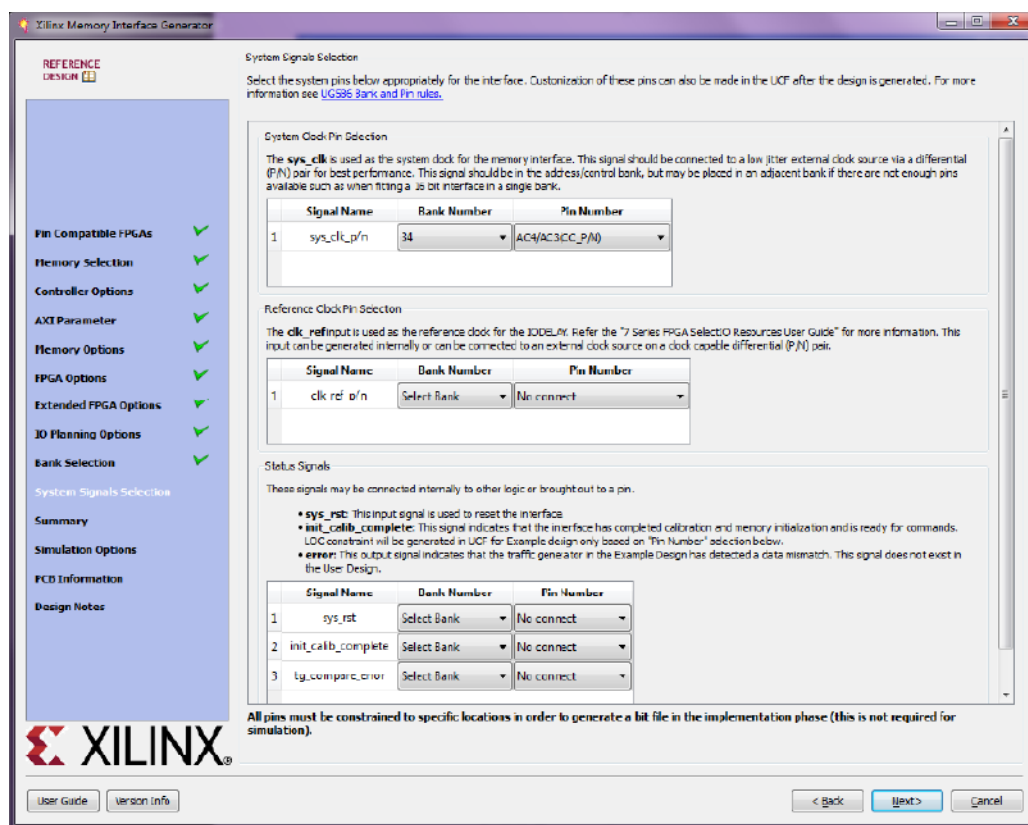 Xilinx Memory Interface Generator
REFERENCE
DESIGN
Pin Compatible FPGAs
Memory Selection
Controller Options
AXI Parameter
Memory Options
FPGA Options
Extended FPGA Options
IO Planning Options
Bank Selection
System Signals Selection
Summary
Simulation Options
PCB Information
Design Notes
XILINX®
System Signals Selection
Select the system pins below appropriately for the interface. Customization of these pins can also be made in the UCF after the design is generated. For more
information see UG586 Bank and Pin rules.
System Clock Pin Selection
The sys_clk is used as the system clock for the memory interface. This signal should be connected to a low jitter external clock source via a differential
(P/N) pair for best performance. This signal should be in the address/control bank, but may be placed in an adjacent bank if there are not enough pins
available such as when fitting a 16 bit interface in a single bank.
Signal Name Bank Number Pin Number
1 sys_clk_p/n 34 AC4/AC3(CC_P/N)
Reference Clock Pin Selection
The clk_ref input is used as the reference clock for the IODELAY. Refer the "7 Series FPGA SelectIO Resources User Guide" for more information. This
input can be generated internally or can be connected to an external clock source on a clock capable differential (P/N) pair.
Signal Name Bank Number Pin Number
1 clk_ref_p/n Select Bank No connect
Status Signals
These signals may be connected internally to other logic or brought out to a pin.
• sys_rst: This input signal is used to reset the interface.
• init_calib_complete: This signal indicates that the interface has completed calibration and memory initialization and is ready for commands.
LOC constraint will be generated in UCF for Example design only based on "Pin Number" selection below.
• error: This output signal indicates that the traffic generator in the Example Design has detected a data mismatch. This signal does not exist in
the User Design.
Signal Name Bank Number Pin Number
1 sys_rst Select Bank No connect
2 init_calib_complete Select Bank No connect
3 tg_compare_error Select Bank No connect
All pins must be constrained to specific locations in order to generate a bit file in the implementation phase (this is not required for
simulation).
User Guide Version Info < Back Next> Cancel